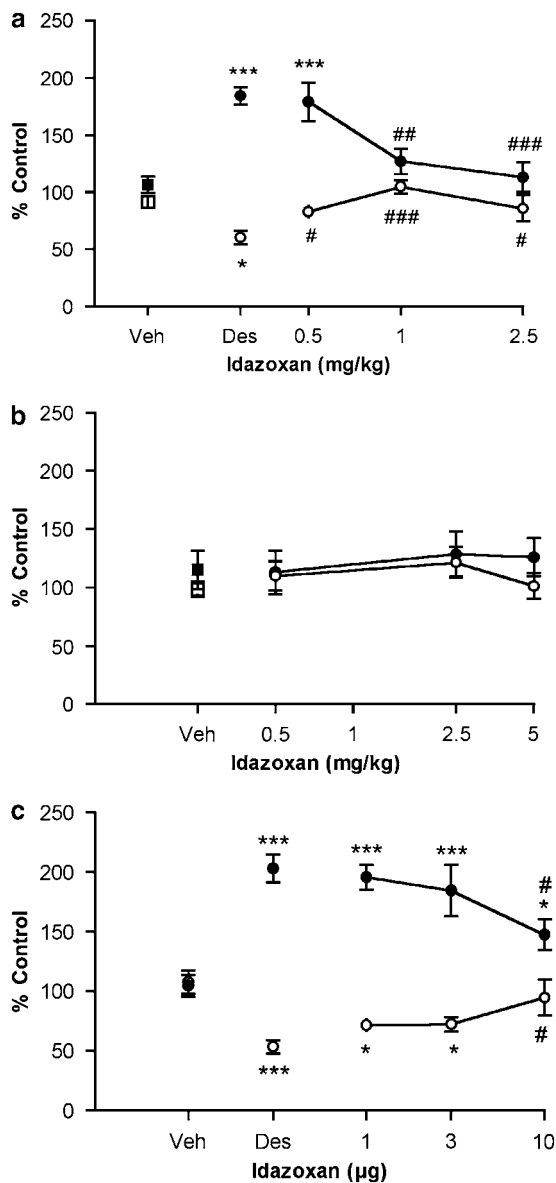 a
250
200
150
100
50
0
% Control
***
***
##
###
*
#
###
#
Veh Des 0.5 1 2.5
Idazoxan (mg/kg)
b
250
200
150
100
50
0
% Control
Veh 0.5 1 2.5 5
Idazoxan (mg/kg)
c
250
200
150
100
50
0
% Control
***
***
***
#
*
***
*
*
#
Veh Des 1 3 10
Idazoxan (µg)